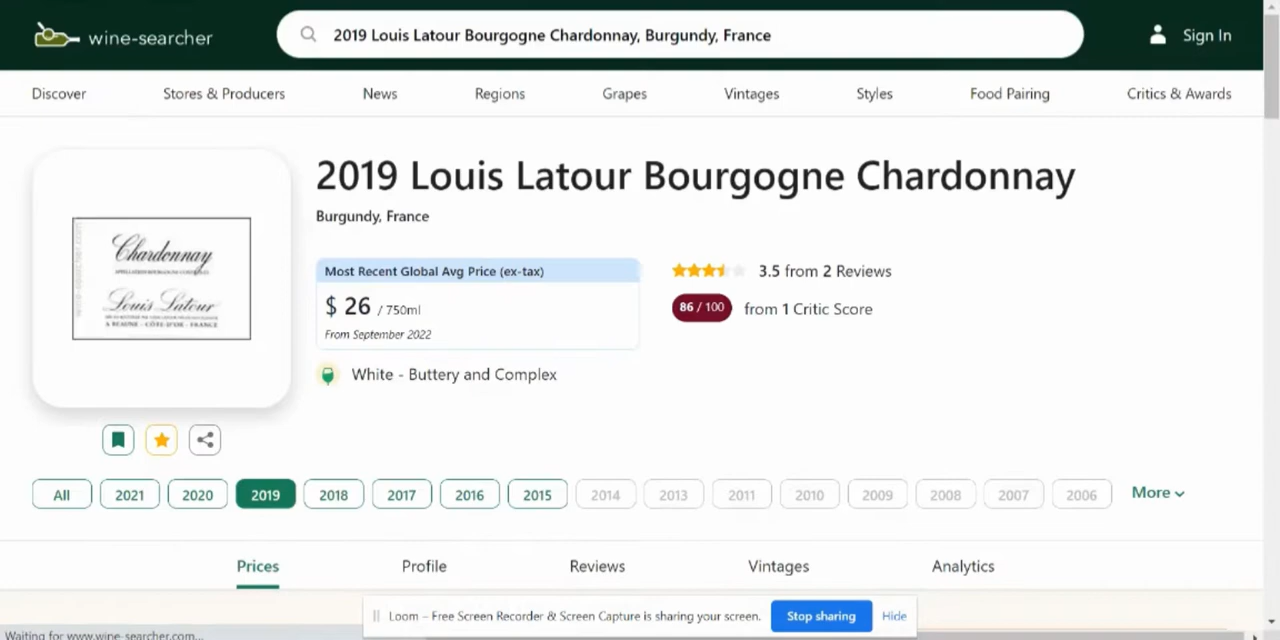 wine-searcher
2019 Louis Latour Bourgogne Chardonnay, Burgundy, France
Sign In
Discover
Stores & Producers
News
Regions
Grapes
Vintages
Styles
Food Pairing
Critics & Awards
Chardonnay
Louis Latour
A BEAUNE - CÔTE-D'OR - FRANCE
2019 Louis Latour Bourgogne Chardonnay
Burgundy, France
Most Recent Global Avg Price (ex-tax)
$ 26 / 750ml
From September 2022
3.5 from 2 Reviews
86 / 100 from 1 Critic Score
White - Buttery and Complex
All
2021
2020
2019
2018
2017
2016
2015
2014
2013
2011
2010
2009
2008
2007
2006
More
Prices
Profile
Reviews
Vintages
Analytics
Loom – Free Screen Recorder & Screen Capture is sharing your screen.
Stop sharing
Hide
Waiting for www.wine-searcher.com...